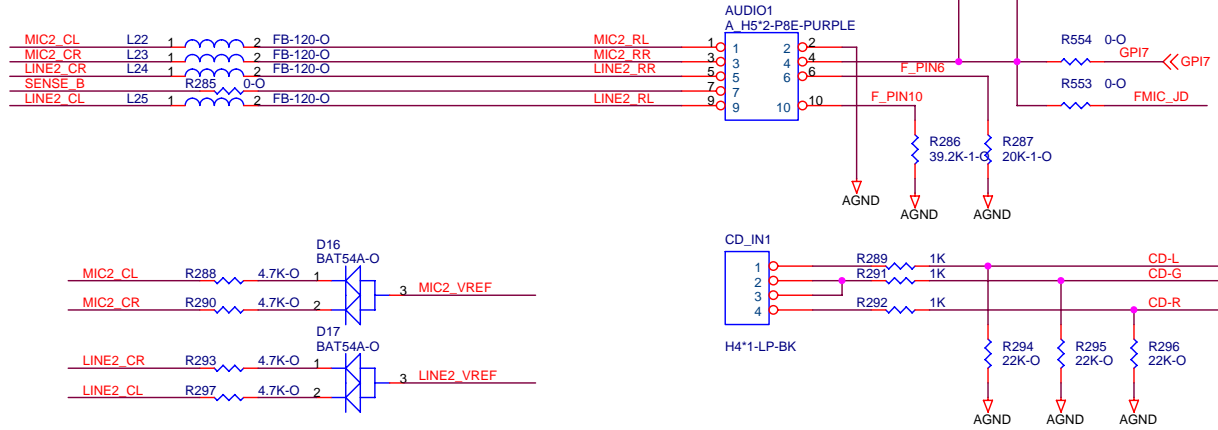 AUDIO1
A_H5*2-P8E-PURPLE
MIC2_CL L22 1 2 FB-120-O MIC2_RL 1 1 2 2
MIC2_CR L23 1 2 FB-120-O MIC2_RR 3 3 4 4
LINE2_CR L24 1 2 FB-120-O LINE2_RR 5 5 6 6 F_PIN6
SENSE_B R285 0-O 7 7
LINE2_CL L25 1 2 FB-120-O LINE2_RL 9 9 10 10 F_PIN10
R554 0-O
GPI7 GPI7
R553 0-O
FMIC_JD
R286
39.2K-1-O
R287
20K-1-O
AGND
AGND
AGND
D16
BAT54A-O
MIC2_CL R288 4.7K-O 1
3 MIC2_VREF
MIC2_CR R290 4.7K-O 2
D17
BAT54A-O
LINE2_CR R293 4.7K-O 1
3 LINE2_VREF
LINE2_CL R297 4.7K-O 2
CD_IN1
1 R289 1K CD-L
2 R291 1K CD-G
3
4 R292 1K CD-R
H4*1-LP-BK
R294
22K-O
R295
22K-O
R296
22K-O
AGND
AGND
AGND